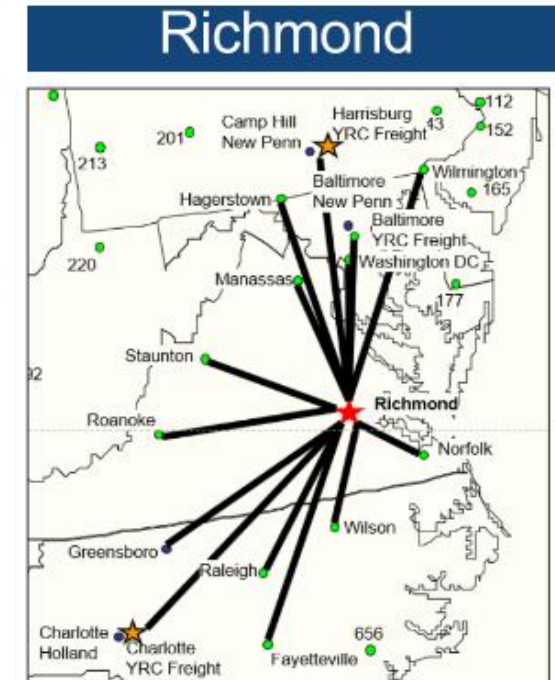 Richmond
112
Camp Hill
New Penn
Harrisburg
YRC Freight
43
152
201
213
Wilmington
165
Baltimore
New Penn
Hagerstown
Baltimore
YRC Freight
220
Washington DC
Manassas
177
Staunton
92
Richmond
Roanoke
Norfolk
Wilson
Greensboro
Raleigh
Charlotte
Holland
Charlotte
YRC Freight
656
Fayetteville